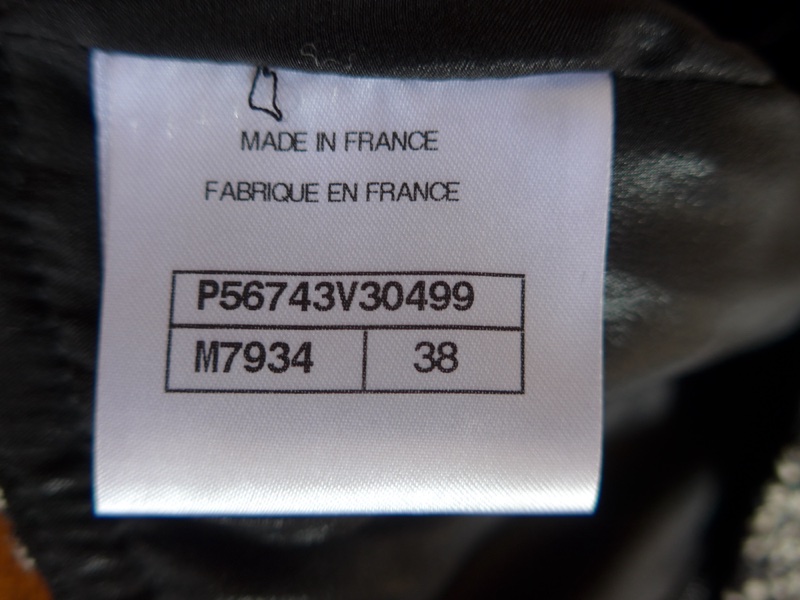 MADE IN FRANCE
FABRIQUE EN FRANCE
P56743V30499
M7934 38